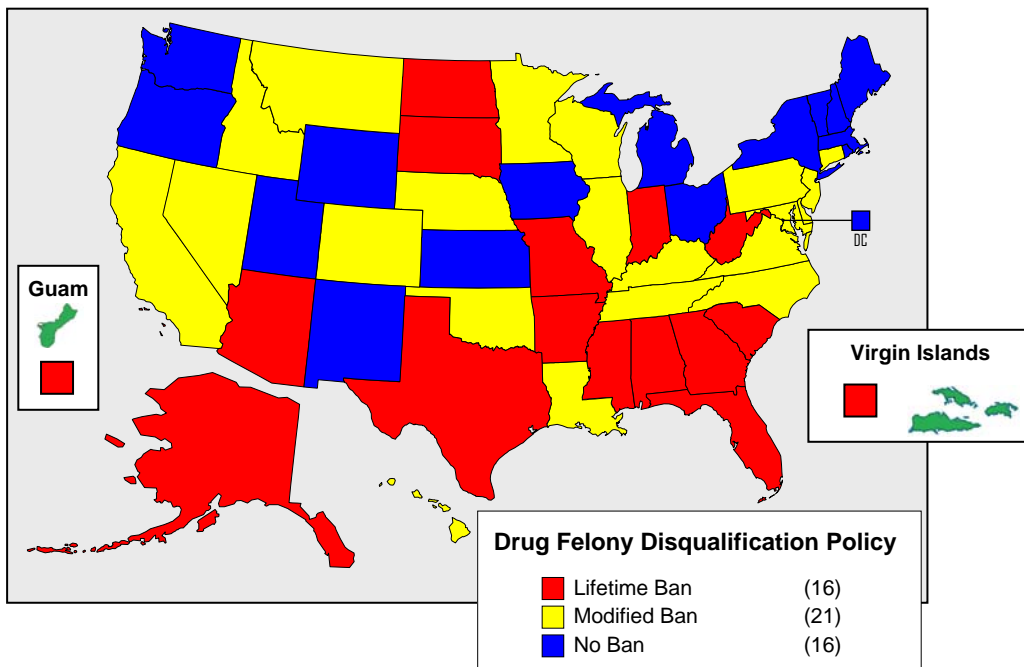 DC
Guam
Virgin Islands
Drug Felony Disqualification Policy
Lifetime Ban (16)
Modified Ban (21)
No Ban (16)